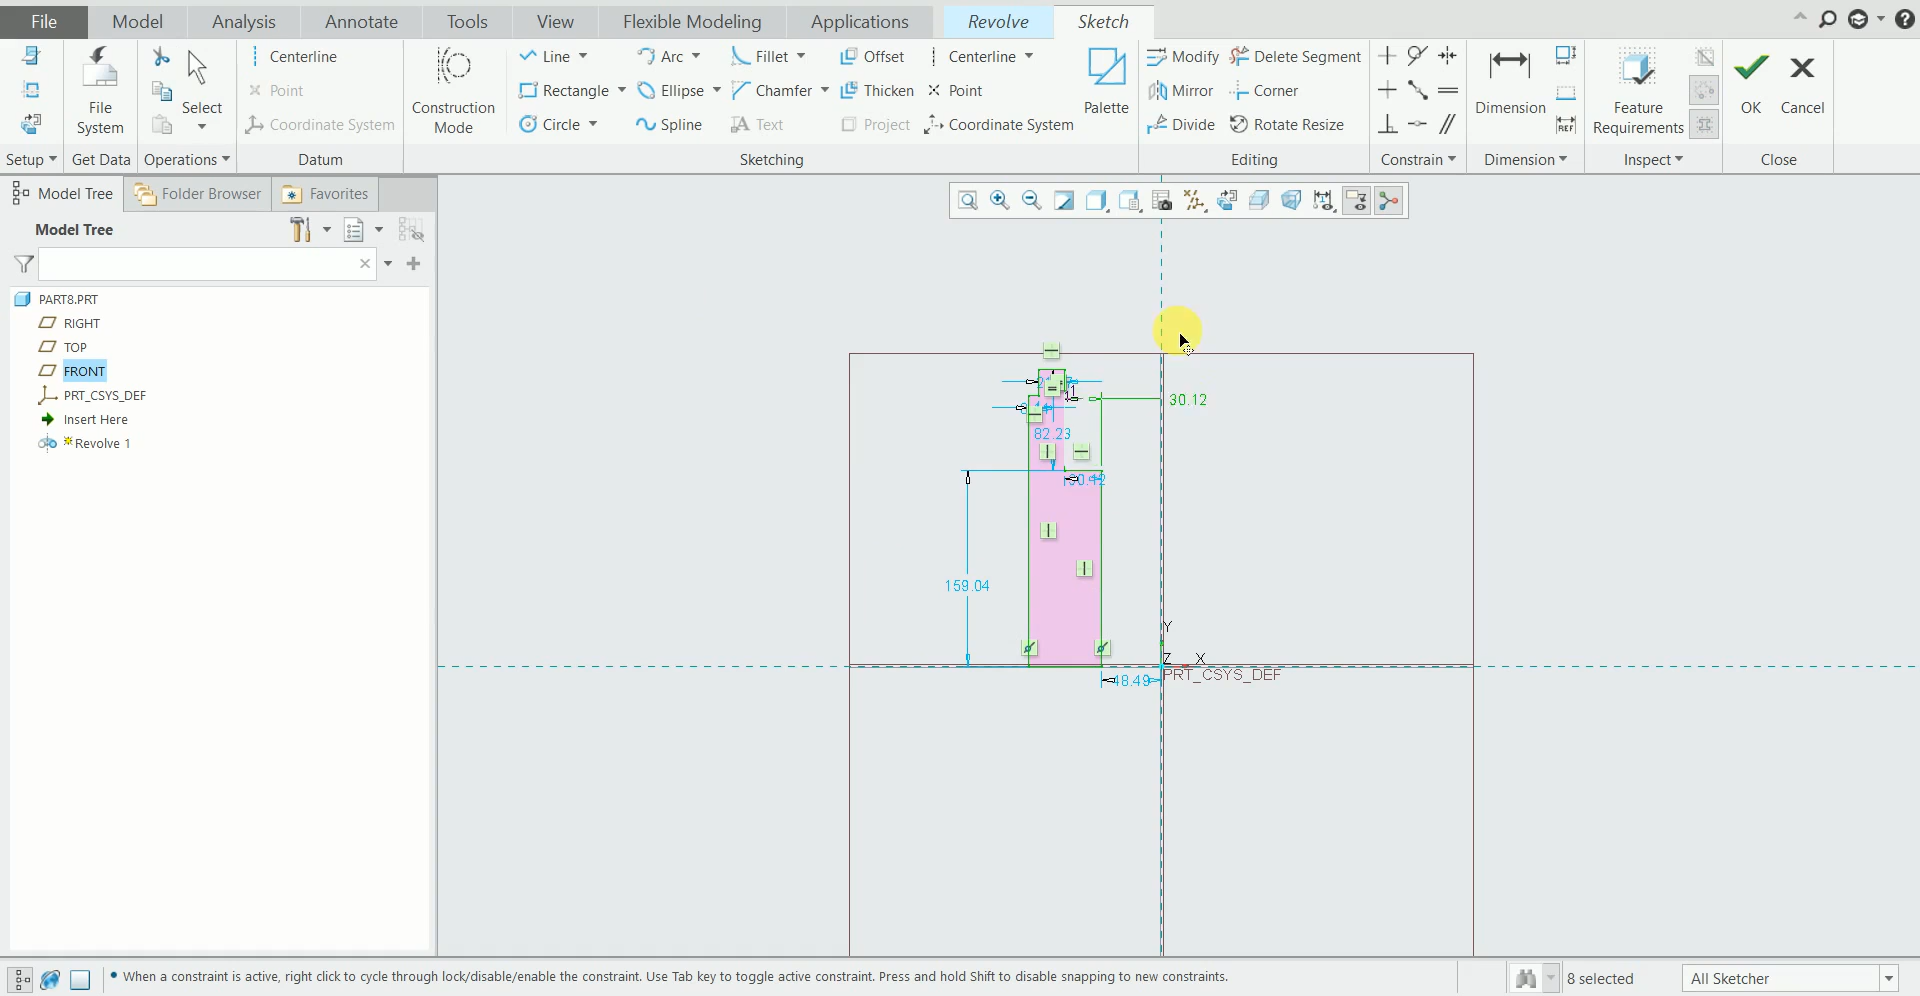 File Model Analysis Annotate Tools View Flexible Modeling Applications Revolve Sketch
Centerline Line Arc Fillet Offset Centerline Modify Delete Segment
Point Rectangle Ellipse Chamfer Thicken Point Mirror Corner
Coordinate System Circle Spline Text Project Coordinate System Divide Rotate Resize
File System Select Construction Mode Palette Dimension Feature Requirements OK Cancel
REF
Setup Get Data Operations Datum Sketching Editing Constrain Dimension Inspect Close
Model Tree Folder Browser Favorites
Model Tree
PART8.PRT
RIGHT
TOP
FRONT
PRT_CSYS_DEF
Insert Here
Revolve 1
30.12
82.23
159.04
Y
Z X
PRT_CSYS_DEF
48.49
When a constraint is active, right click to cycle through lock/disable/enable the constraint. Use Tab key to toggle active constraint. Press and hold Shift to disable snapping to new constraints.
8 selected
All Sketcher